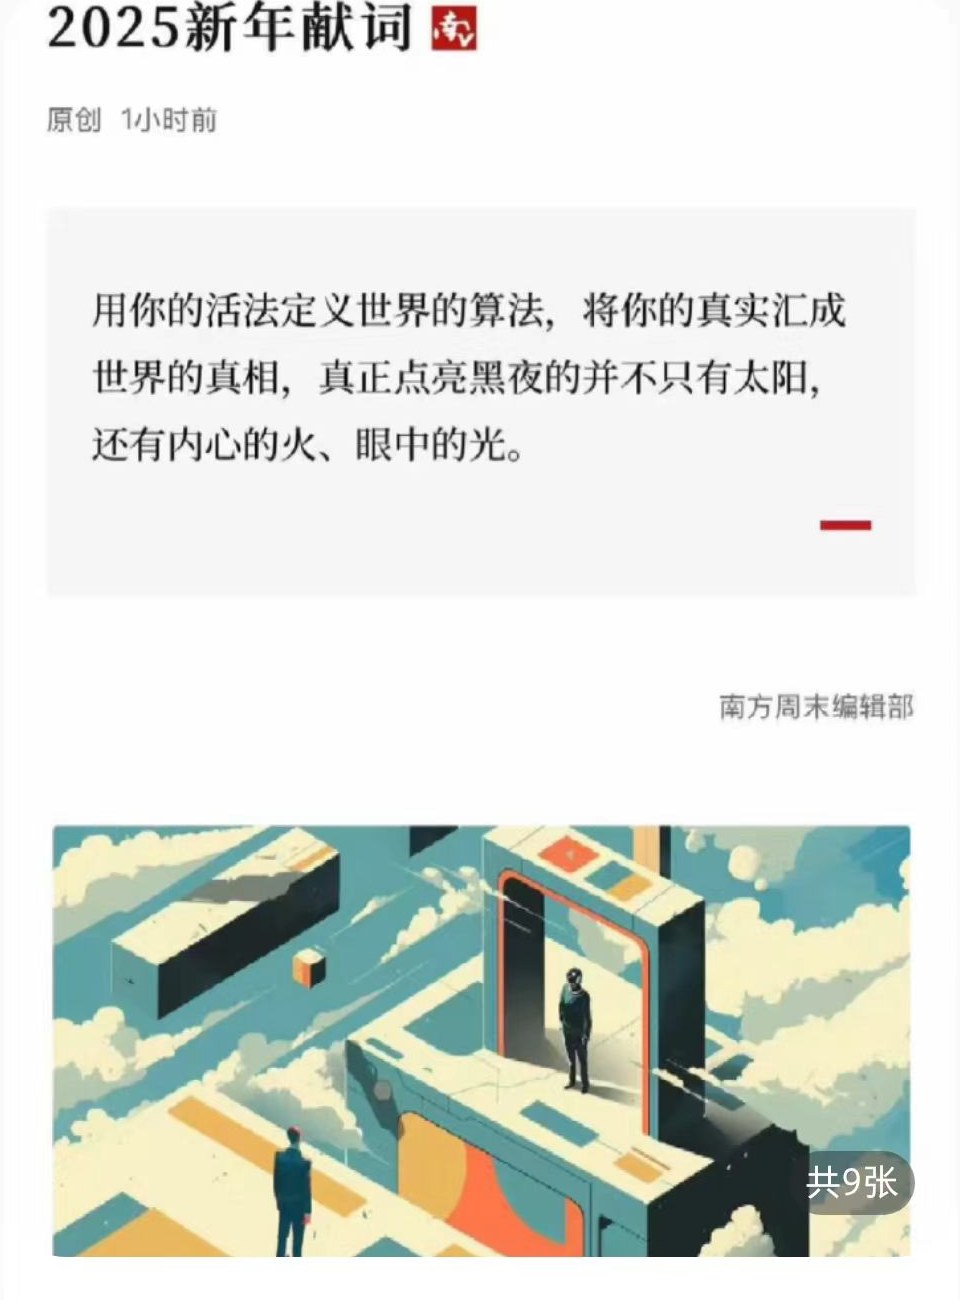 2025新年献词
原创 1小时前
用你的活法定义世界的算法，将你的真实汇成
世界的真相，真正点亮黑夜的并不只有太阳，
还有内心的火、眼中的光。
南方周末编辑部
共9张